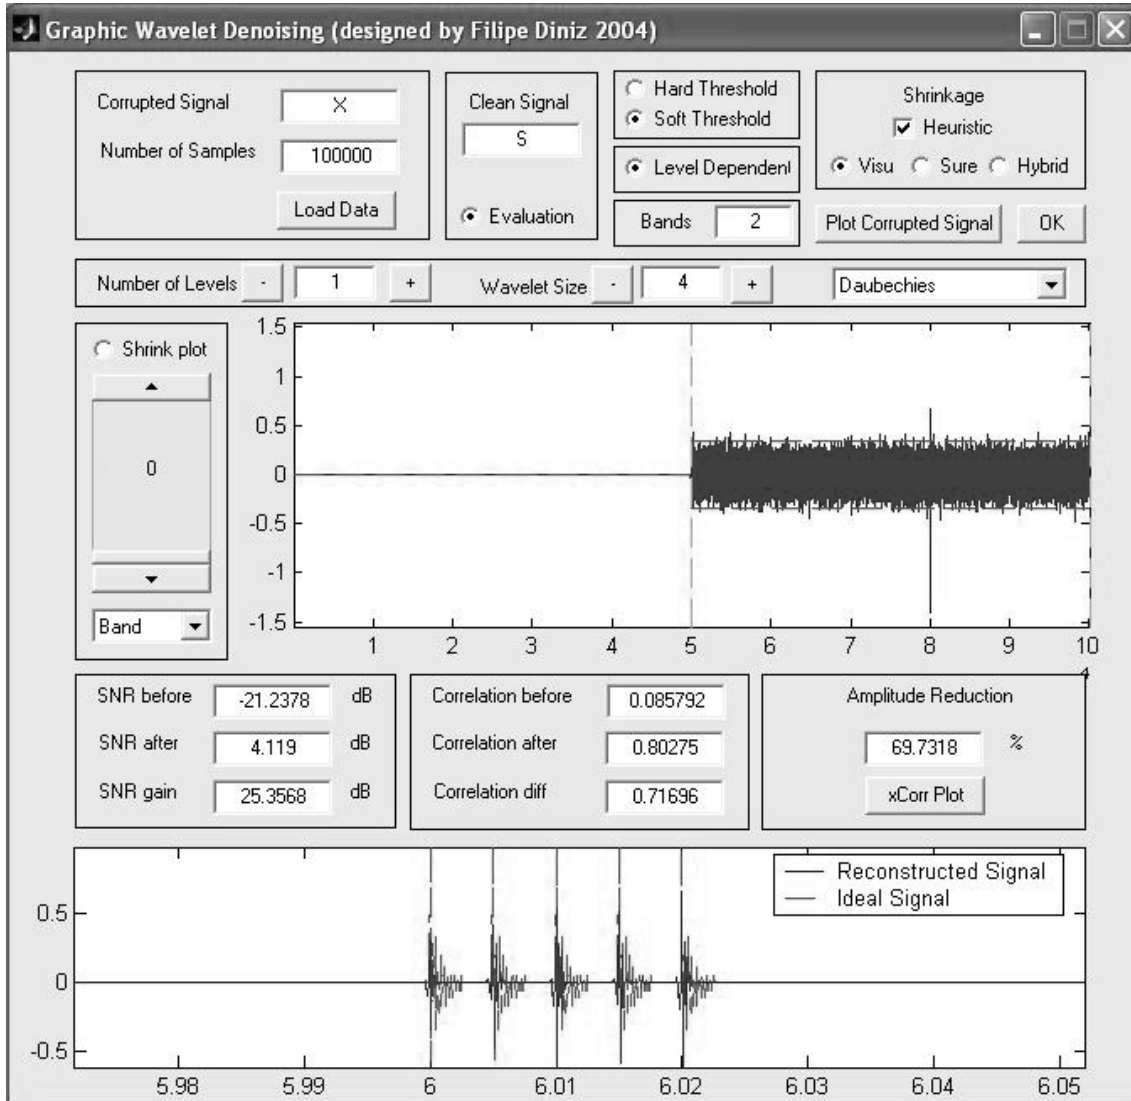 Graphic Wavelet Denoising (designed by Filipe Diniz 2004)
Corrupted Signal X
Number of Samples 100000
Load Data
Clean Signal
S
Evaluation
Hard Threshold
Soft Threshold
Level Dependent
Bands 2
Shrinkage
Heuristic
Visu Sure Hybrid
Plot Corrupted Signal OK
Number of Levels - 1 + Wavelet Size - 4 + Daubechies
Shrink plot
0
Band
1.5
1
0.5
0
-0.5
-1
-1.5
1 2 3 4 5 6 7 8 9 10
4
SNR before -21.2378 dB
SNR after 4.119 dB
SNR gain 25.3568 dB
Correlation before 0.085792
Correlation after 0.80275
Correlation diff 0.71696
Amplitude Reduction
69.7318 %
xCorr Plot
Reconstructed Signal
Ideal Signal
0.5
0
-0.5
5.98 5.99 6 6.01 6.02 6.03 6.04 6.05